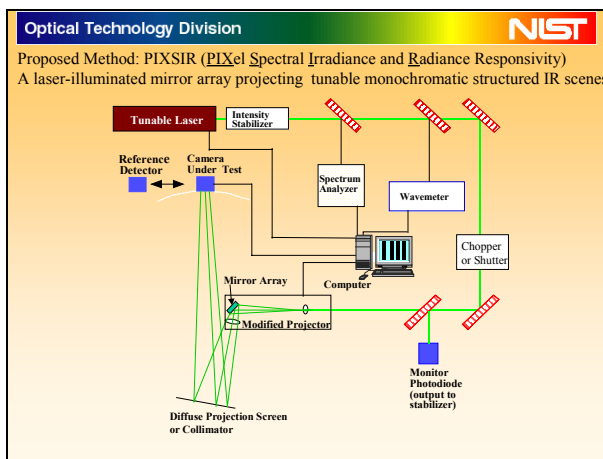 Optical Technology Division
NIST
Proposed Method: PIXSIR (PIXel Spectral Irradiance and Radiance Responsivity)
A laser-illuminated mirror array projecting tunable monochromatic structured IR scenes
Tunable Laser
Intensity
Stabilizer
Reference
Detector
Camera
Under Test
Spectrum
Analyzer
Wavemeter
Chopper
or Shutter
Computer
Mirror Array
Modified Projector
Monitor
Photodiode
(output to
stabilizer)
Diffuse Projection Screen
or Collimator